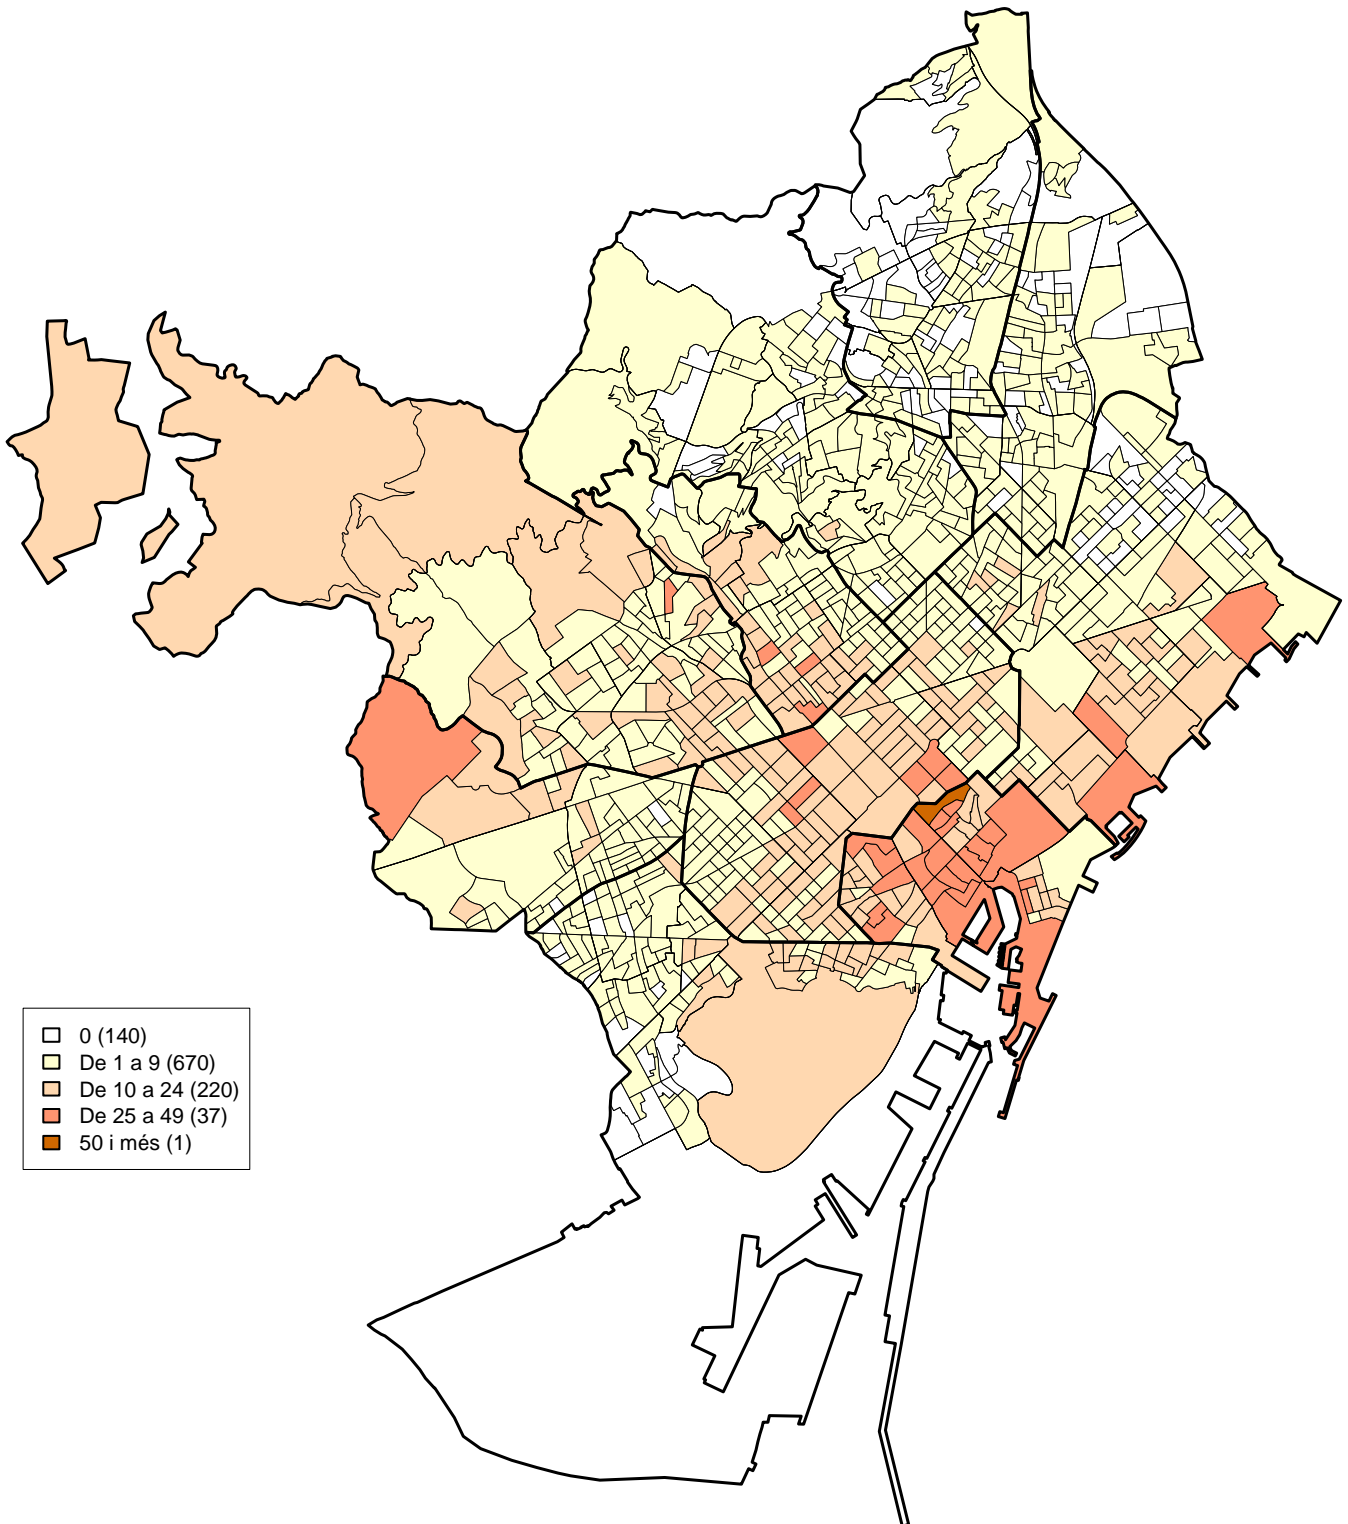 0 (140)
De 1 a 9 (670)
De 10 a 24 (220)
De 25 a 49 (37)
50 i més (1)